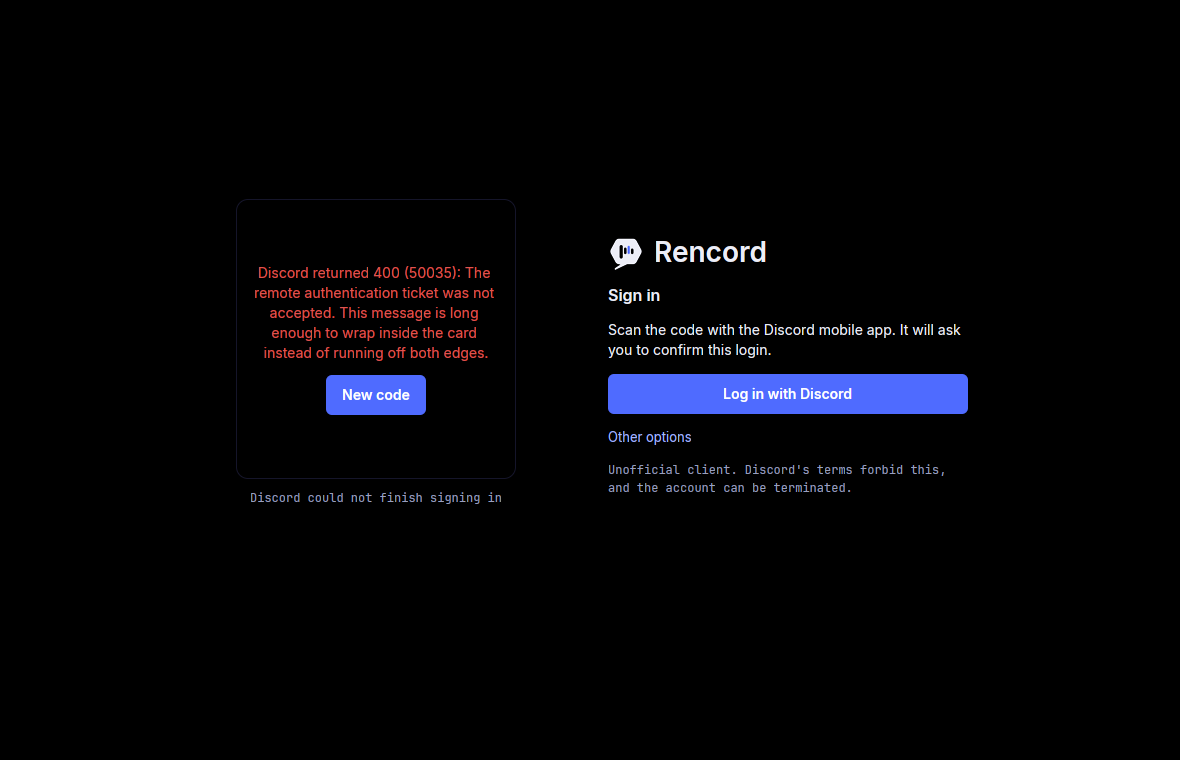 Discord returned 400 (50035): The
remote authentication ticket was not
accepted. This message is long
enough to wrap inside the card
instead of running off both edges.
New code
Discord could not finish signing in
Rencord
Sign in
Scan the code with the Discord mobile app. It will ask
you to confirm this login.
Log in with Discord
Other options
Unofficial client. Discord's terms forbid this,
and the account can be terminated.